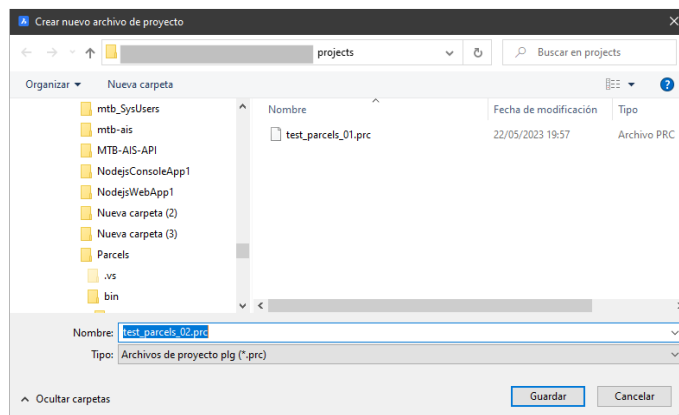 Crear nuevo archivo de proyecto
projects
Buscar en projects
Organizar
Nueva carpeta
mtb_SysUsers
mtb-ais
MTB-AIS-API
NodejsConsoleApp1
NodejsWebApp1
Nueva carpeta (2)
Nueva carpeta (3)
Parcels
.vs
bin
Nombre Fecha de modificación Tipo
test_parcels_01.prc 22/05/2023 19:57 Archivo PRC
Nombre: test_parcels_02.prc
Tipo: Archivos de proyecto plg (*.prc)
Ocultar carpetas
Guardar
Cancelar